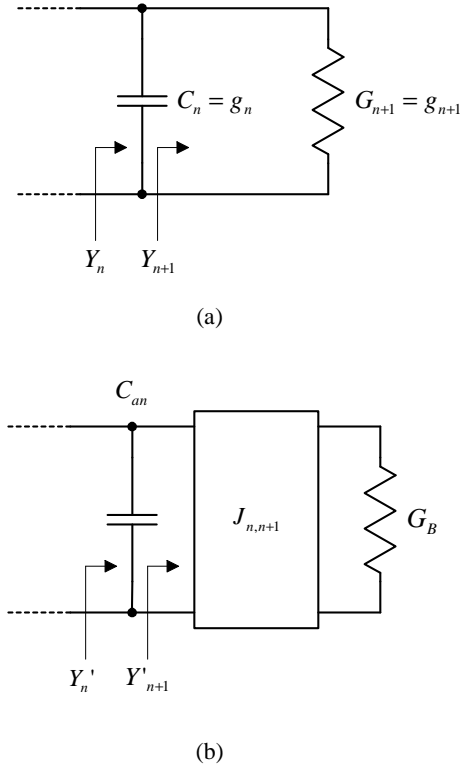 C_n = g_n
G_{n+1} = g_{n+1}
Y_n
Y_{n+1}
(a)
C_{an}
J_{n,n+1}
G_B
Y_n'
Y'_{n+1}
(b)